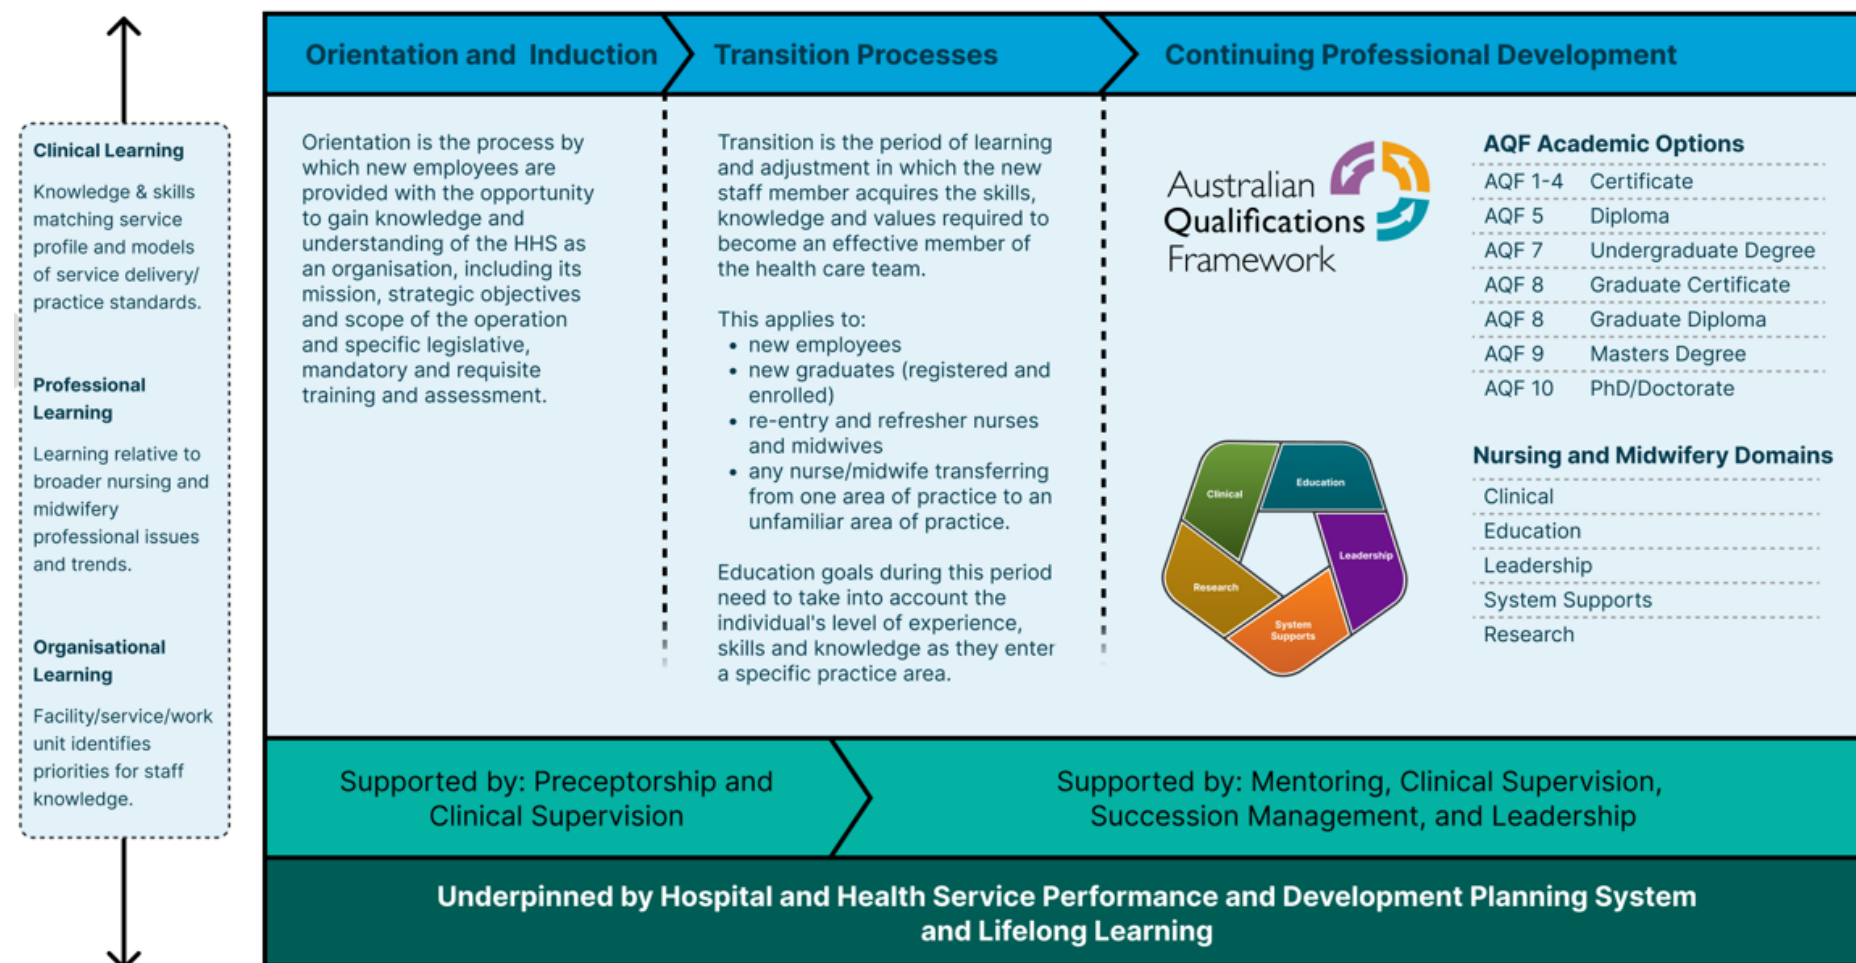 Clinical Learning
Knowledge & skills
matching service
profile and models
of service delivery/
practice standards.
Professional
Learning
Learning relative to
broader nursing and
midwifery
professional issues
and trends.
Organisational
Learning
Facility/service/work
unit identifies
priorities for staff
knowledge.
Orientation and Induction
Orientation is the process by
which new employees are
provided with the opportunity
to gain knowledge and
understanding of the HHS as
an organisation, including its
mission, strategic objectives
and scope of the operation
and specific legislative,
mandatory and requisite
training and assessment.
Transition Processes
Transition is the period of learning
and adjustment in which the new
staff member acquires the skills,
knowledge and values required to
become an effective member of
the health care team.
This applies to:
• new employees
• new graduates (registered and
enrolled)
• re-entry and refresher nurses
and midwives
• any nurse/midwife transferring
from one area of practice to an
unfamiliar area of practice.
Education goals during this period
need to take into account the
individual's level of experience,
skills and knowledge as they enter
a specific practice area.
Continuing Professional Development
Australian
Qualifications
Framework
AQF Academic Options
AQF 1-4 Certificate
AQF 5 Diploma
AQF 7 Undergraduate Degree
AQF 8 Graduate Certificate
AQF 8 Graduate Diploma
AQF 9 Masters Degree
AQF 10 PhD/Doctorate
Clinical
Education
Leadership
System
Supports
Research
Nursing and Midwifery Domains
Clinical
Education
Leadership
System Supports
Research
Supported by: Preceptorship and
Clinical Supervision
Supported by: Mentoring, Clinical Supervision,
Succession Management, and Leadership
Underpinned by Hospital and Health Service Performance and Development Planning System
and Lifelong Learning